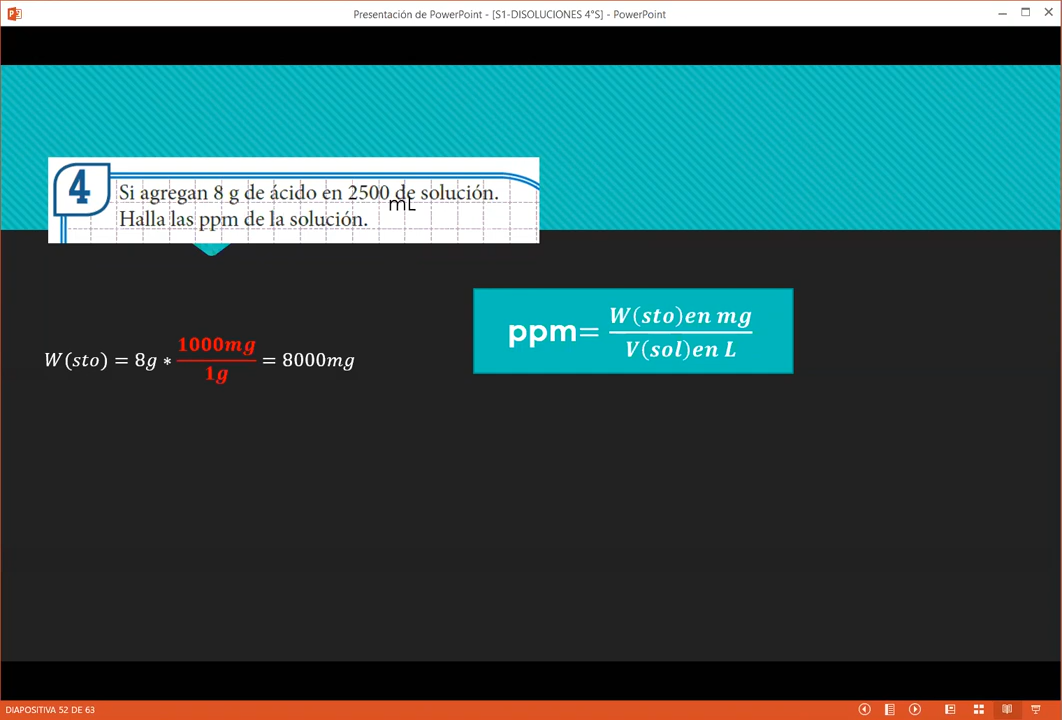 Presentación de PowerPoint - [S1-DISOLUCIONES 4°S] - PowerPoint
4
Si agregan 8 g de ácido en 2500 de solución.
mL
Halla las ppm de la solución.
ppm= W(sto)en mg / V(sol)en L
W(sto) = 8g * 1000mg / 1g = 8000mg
DIAPOSITIVA 52 DE 63